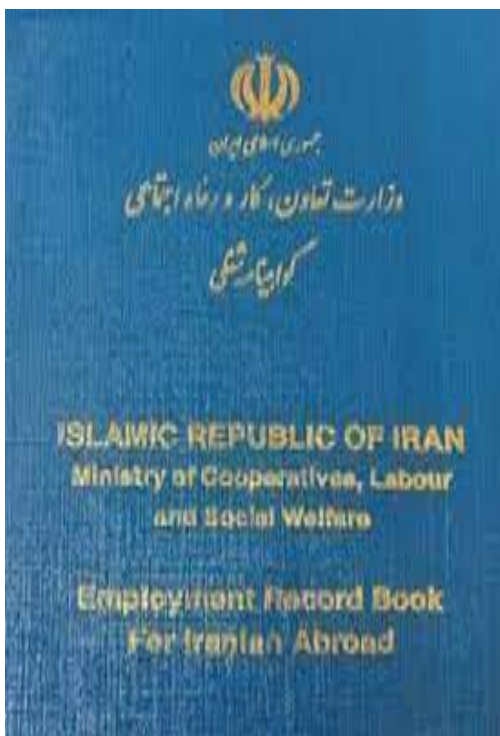 جمهوری اسلامی ایران
وزارت تعاون، کار و رفاه اجتماعی
ISLAMIC REPUBLIC OF IRAN
Ministry of Cooperatives, Labour
and Social Welfare
Employment Record Book
For Iranian Abroad